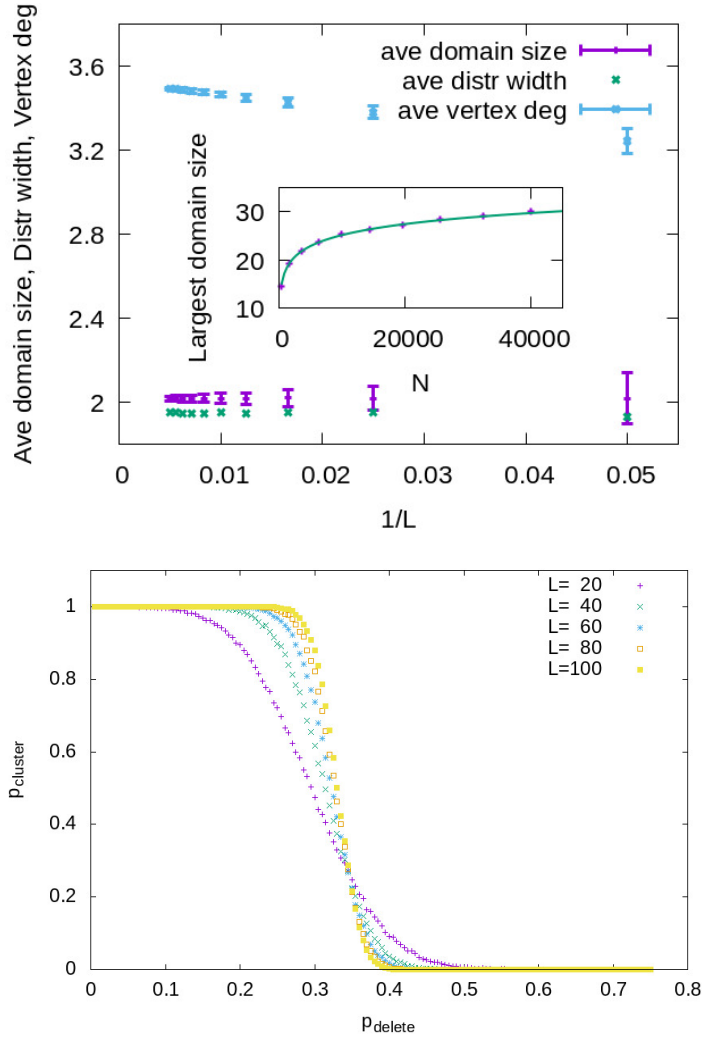 Ave domain size, Distr width, Vertex deg
3.6
3.2
2.8
2.4
2
ave domain size
ave distr width
ave vertex deg
Largest domain size
30
20
10
0 20000 40000
N
0 0.01 0.02 0.03 0.04 0.05
1/L
L= 20
L= 40
L= 60
L= 80
L=100
pcluster
1
0.8
0.6
0.4
0.2
0
0 0.1 0.2 0.3 0.4 0.5 0.6 0.7 0.8
pdelete